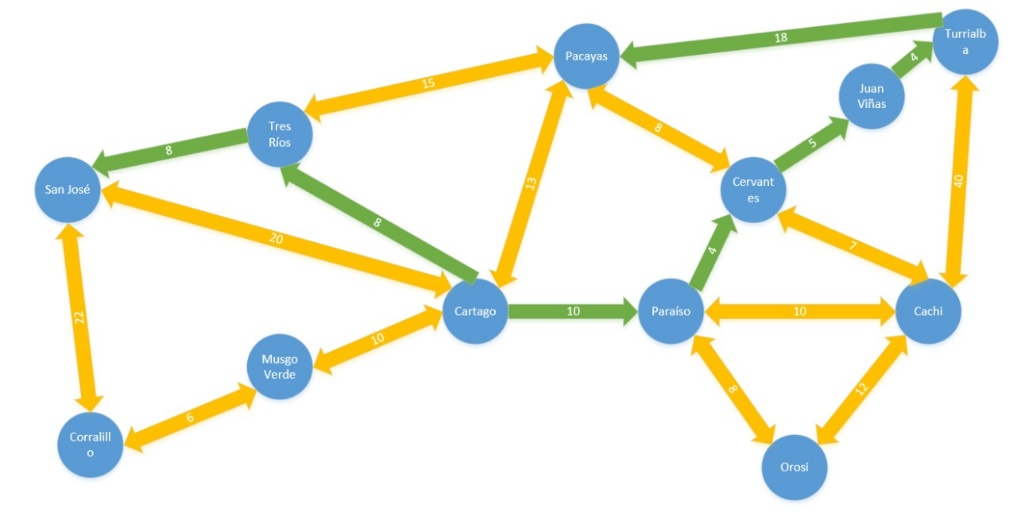 18
Turrialb
a
Pacayas
4
15
Juan
Viñas
Tres
Ríos
8
5
8
San José
13
Cervant
es
40
8
4
7
20
Cartago
10
Paraíso
10
Cachi
22
10
Musgo
Verde
8
12
6
Corralill
o
Orosi